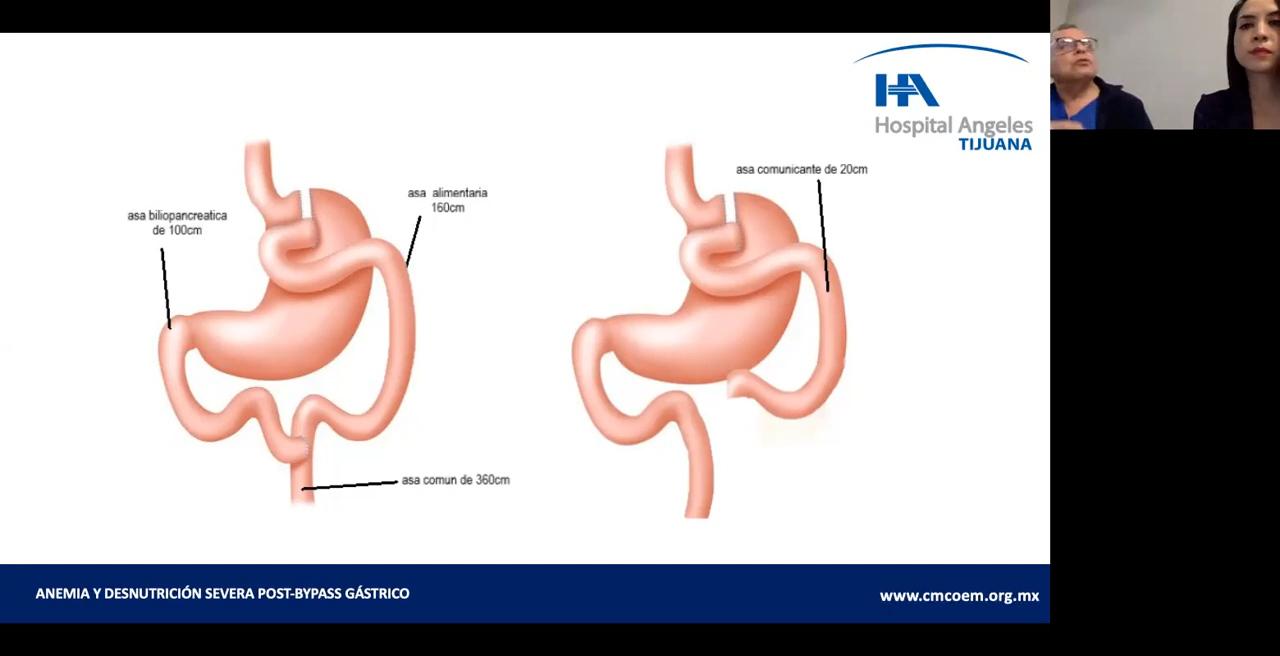 HA
Hospital Angeles
TIJUANA
asa biliopancreatica
de 100cm
asa alimentaria
160cm
asa comunicante de 20cm
asa comun de 360cm
ANEMIA Y DESNUTRICIÓN SEVERA POST-BYPASS GÁSTRICO
www.cmcoem.org.mx